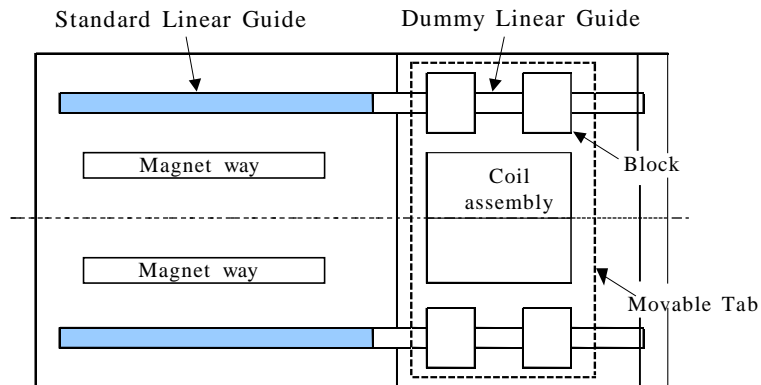 Standard Linear Guide
Dummy Linear Guide
Magnet way
Block
Coil
assembly
Magnet way
Movable Tab